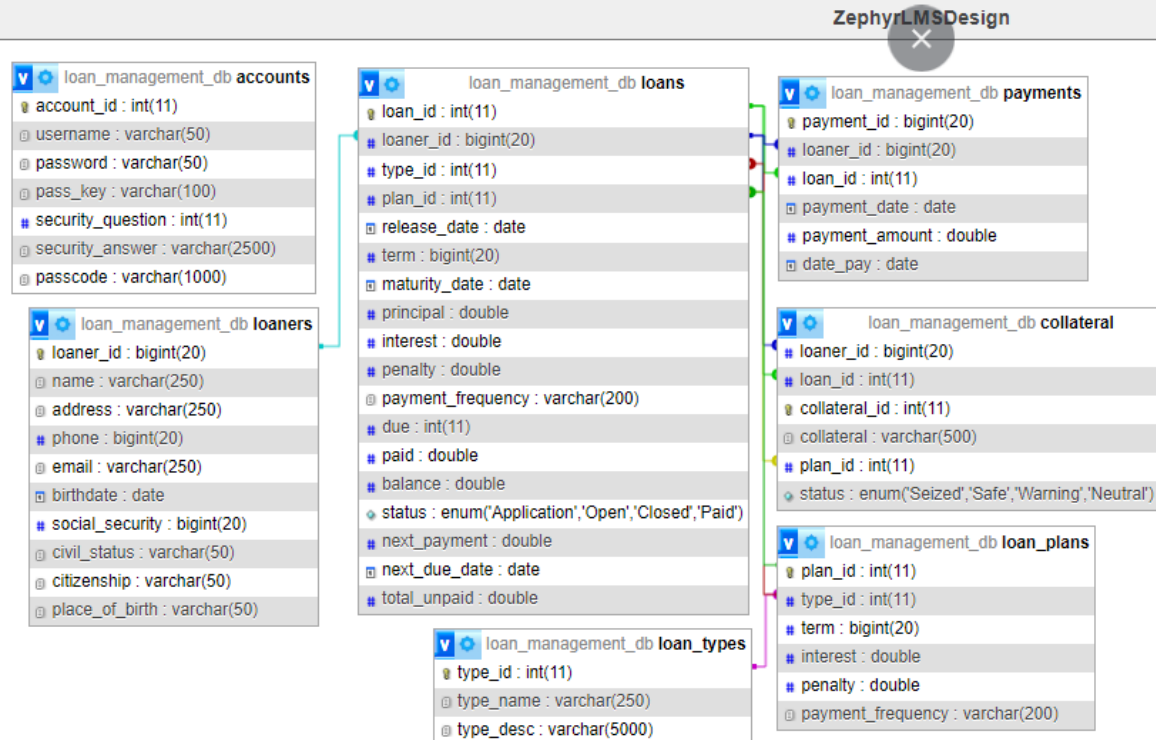 ZephyrLMSDesign
loan_management_db accounts
account_id : int(11)
username : varchar(50)
password : varchar(50)
pass_key : varchar(100)
security_question : int(11)
security_answer : varchar(2500)
passcode : varchar(1000)
loan_management_db loaners
loaner_id : bigint(20)
name : varchar(250)
address : varchar(250)
phone : bigint(20)
email : varchar(250)
birthdate : date
social_security : bigint(20)
civil_status : varchar(50)
citizenship : varchar(50)
place_of_birth : varchar(50)
loan_management_db loans
loan_id : int(11)
loaner_id : bigint(20)
type_id : int(11)
plan_id : int(11)
release_date : date
term : bigint(20)
maturity_date : date
principal : double
interest : double
penalty : double
payment_frequency : varchar(200)
due : int(11)
paid : double
balance : double
status : enum('Application','Open','Closed','Paid')
next_payment : double
next_due_date : date
total_unpaid : double
loan_management_db loan_types
type_id : int(11)
type_name : varchar(250)
type_desc : varchar(5000)
loan_management_db payments
payment_id : bigint(20)
loaner_id : bigint(20)
loan_id : int(11)
payment_date : date
payment_amount : double
date_pay : date
loan_management_db collateral
loaner_id : bigint(20)
loan_id : int(11)
collateral_id : int(11)
collateral : varchar(500)
plan_id : int(11)
status : enum('Seized','Safe','Warning','Neutral')
loan_management_db loan_plans
plan_id : int(11)
type_id : int(11)
term : bigint(20)
interest : double
penalty : double
payment_frequency : varchar(200)